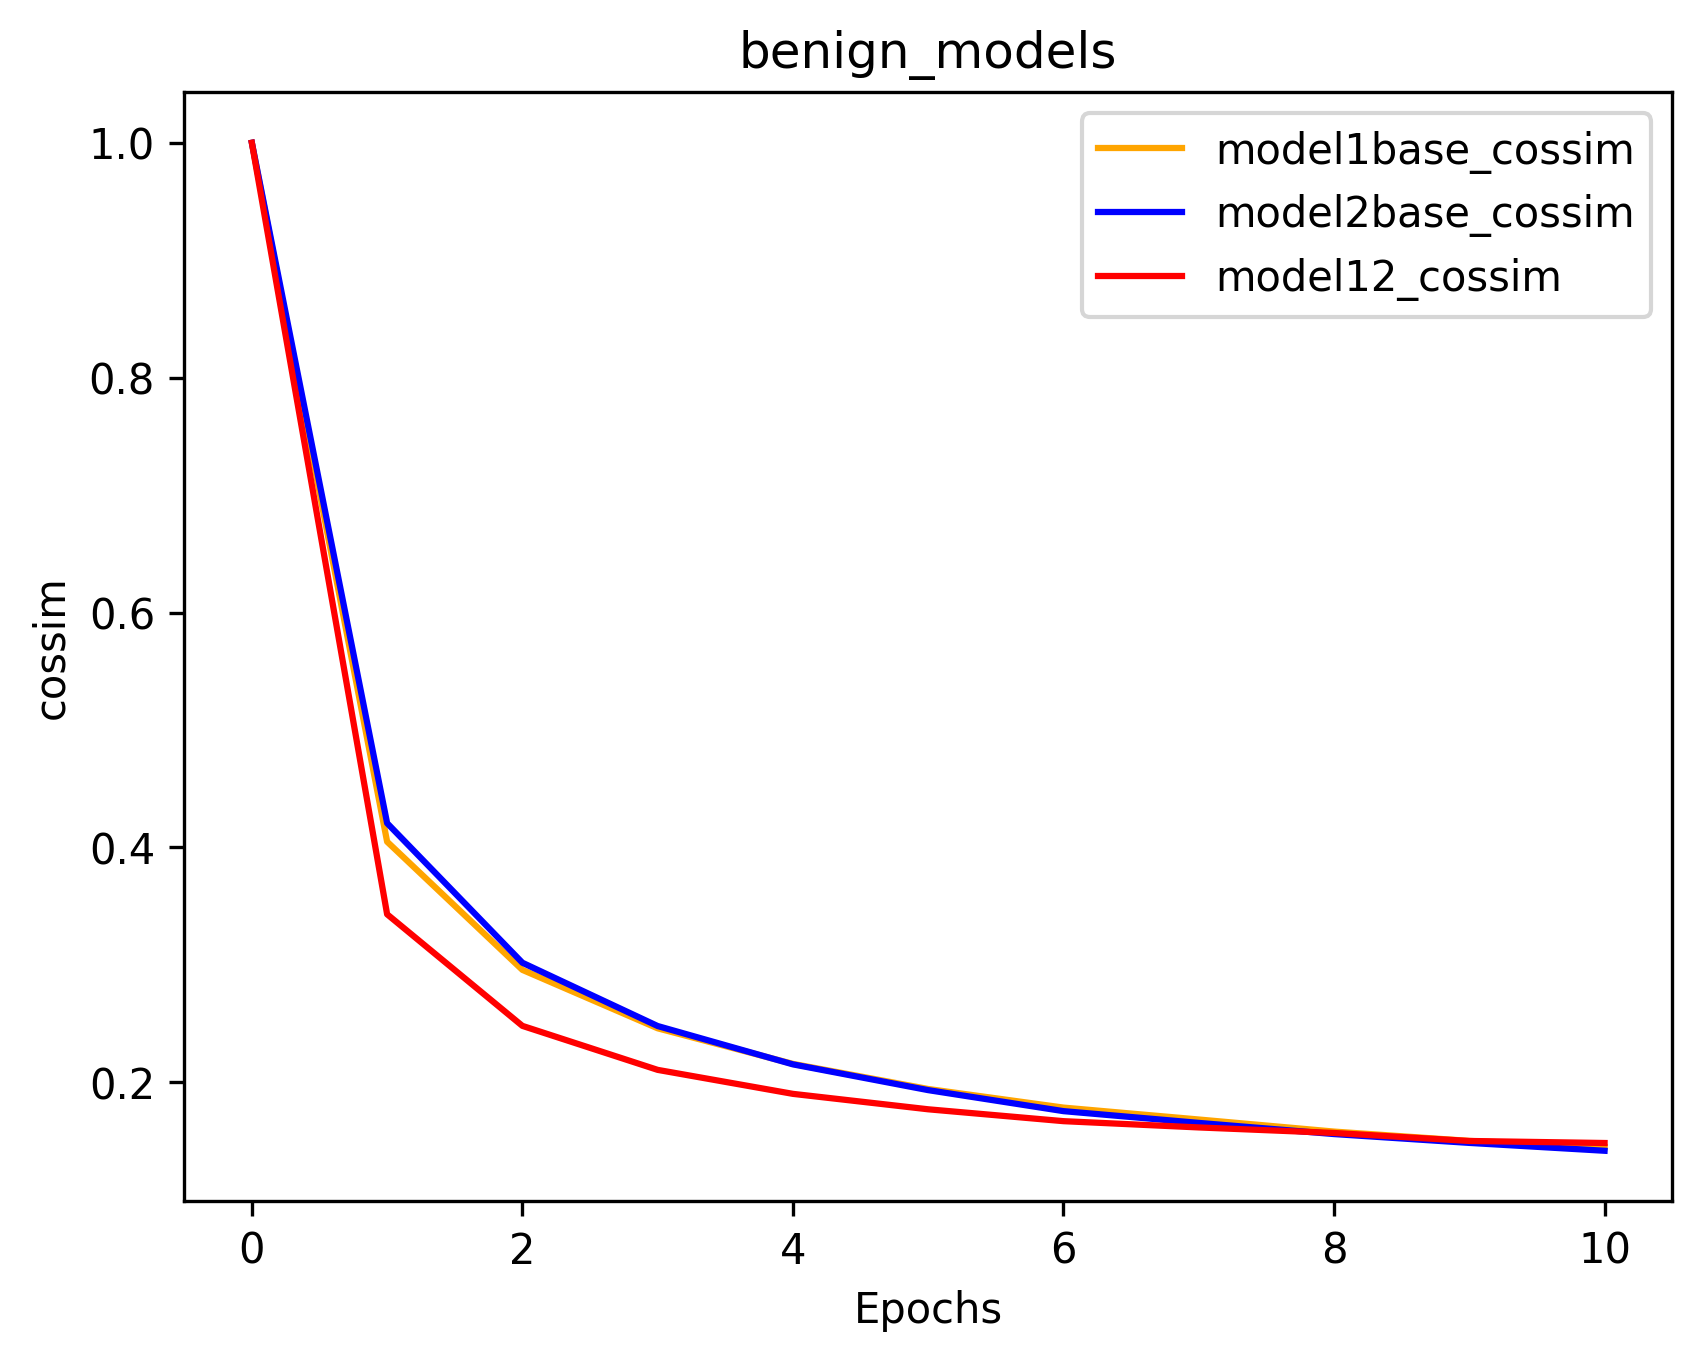 benign_models
model1base_cossim
model2base_cossim
model12_cossim
1.0
0.8
0.6
0.4
0.2
cossim
0 2 4 6 8 10
Epochs